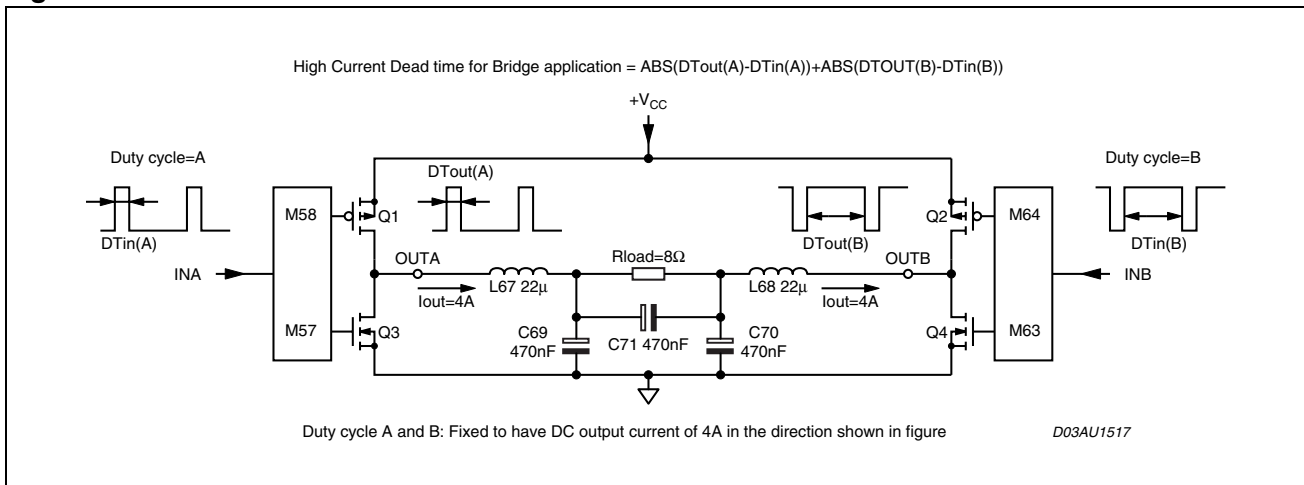 High Current Dead time for Bridge application = ABS(DTout(A)-DTin(A))+ABS(DTOUT(B)-DTin(B))
+VCC
Duty cycle=A
DTout(A)
Duty cycle=B
M58
Q1
Q2
M64
DTin(A)
DTout(B)
DTin(B)
OUTA
Rload=8Ω
OUTB
INA
INB
L67 22µ
L68 22µ
Iout=4A
Iout=4A
M57
Q3
C69
470nF
C71 470nF
C70
470nF
Q4
M63
Duty cycle A and B: Fixed to have DC output current of 4A in the direction shown in figure
D03AU1517